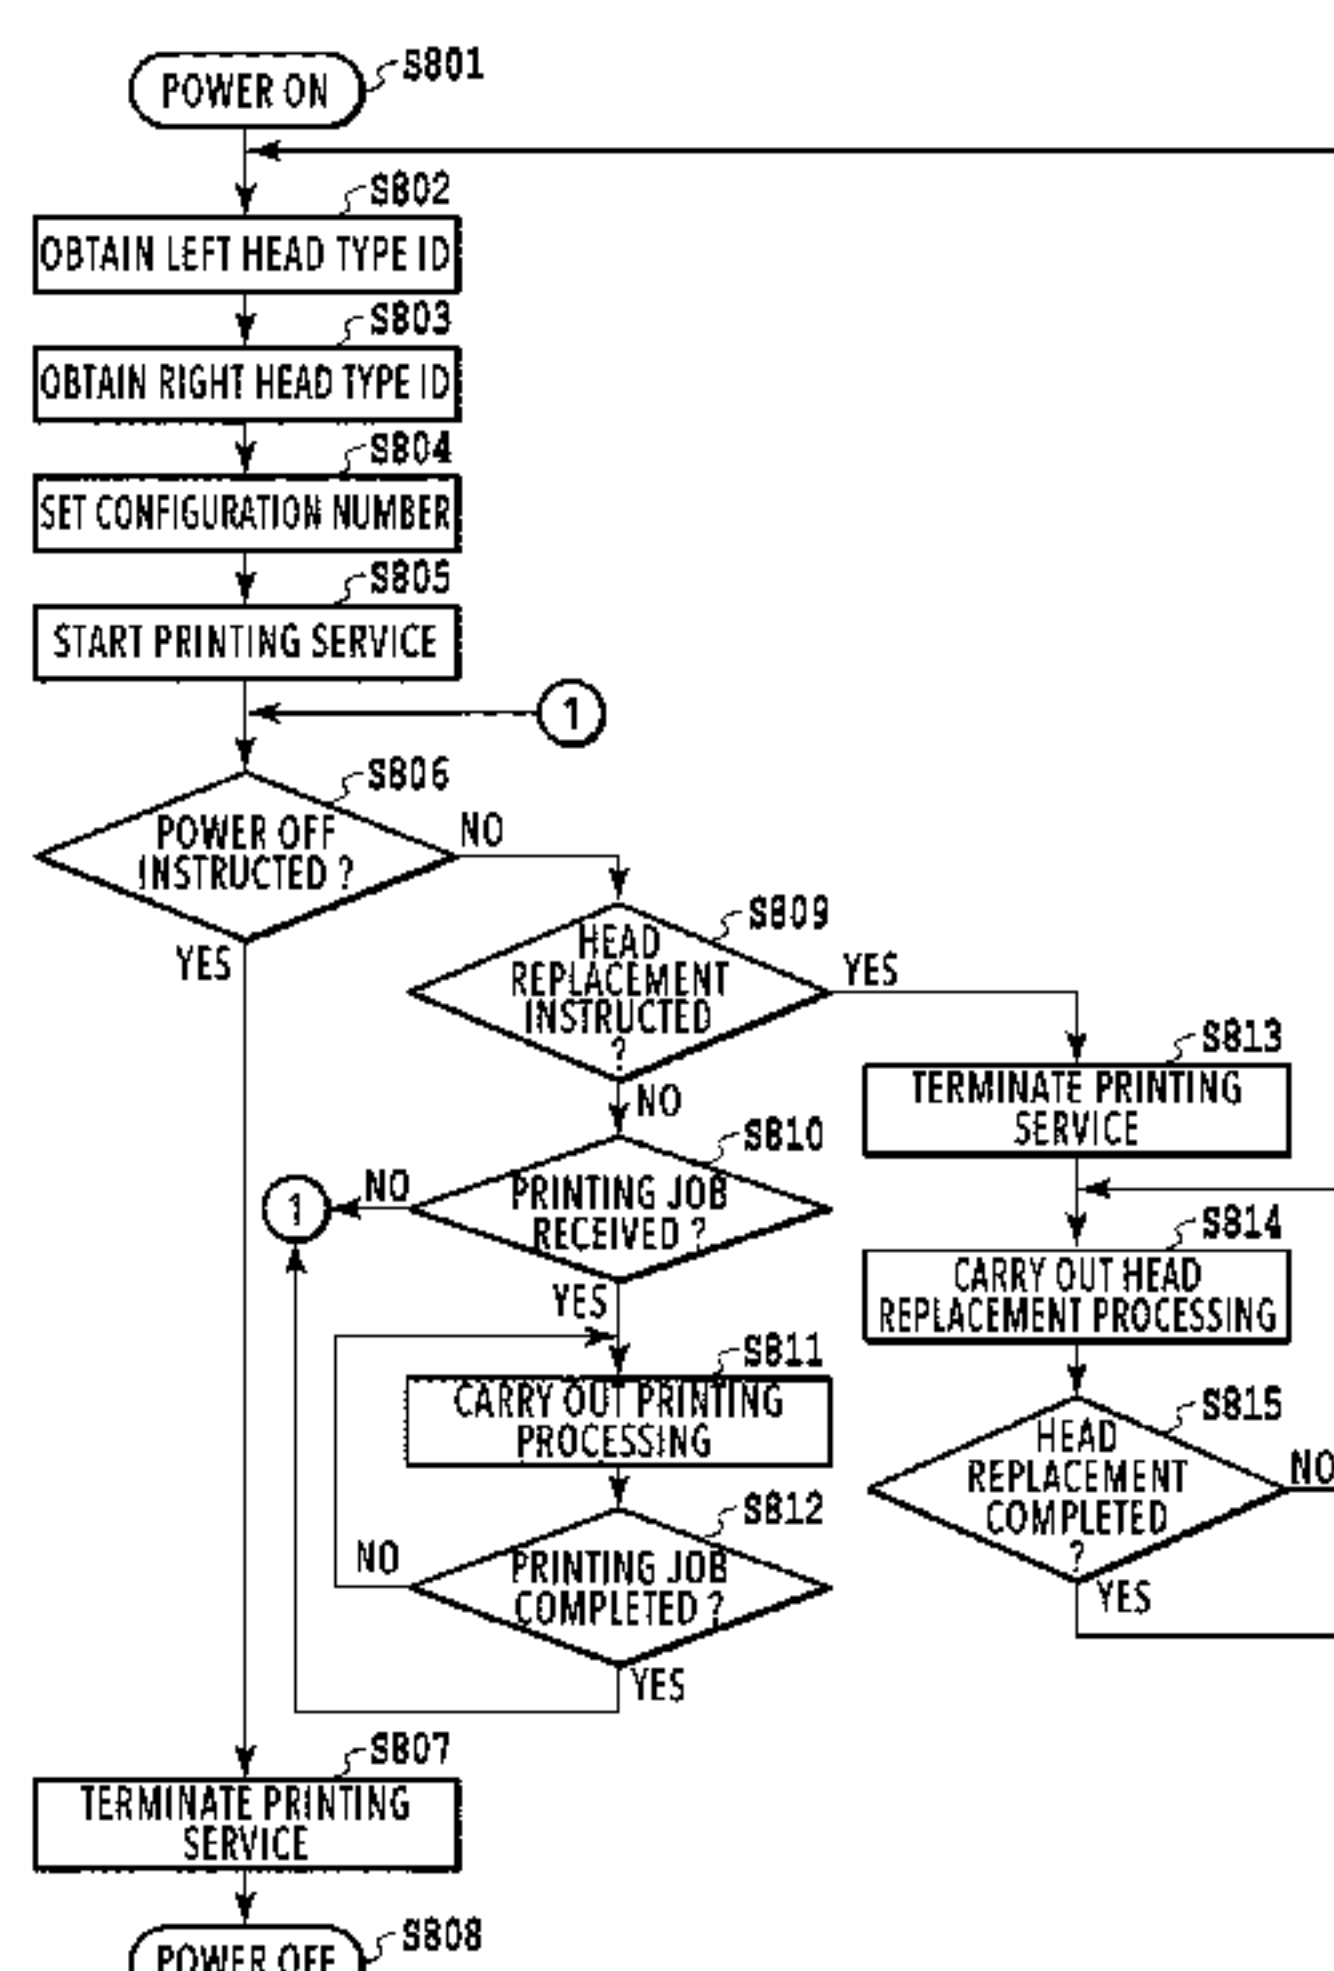 POWER ON
S801
S802
OBTAIN LEFT HEAD TYPE ID
S803
OBTAIN RIGHT HEAD TYPE ID
S804
SET CONFIGURATION NUMBER
S805
START PRINTING SERVICE
1
S806
POWER OFF
INSTRUCTED ?
NO
YES
S809
HEAD
REPLACEMENT
INSTRUCTED
?
YES
NO
S813
TERMINATE PRINTING
SERVICE
S810
PRINTING JOB
RECEIVED ?
NO
1
YES
S814
CARRY OUT HEAD
REPLACEMENT PROCESSING
S811
CARRY OUT PRINTING
PROCESSING
S815
HEAD
REPLACEMENT
COMPLETED
?
NO
YES
S812
PRINTING JOB
COMPLETED ?
NO
YES
S807
TERMINATE PRINTING
SERVICE
S808
POWER OFF